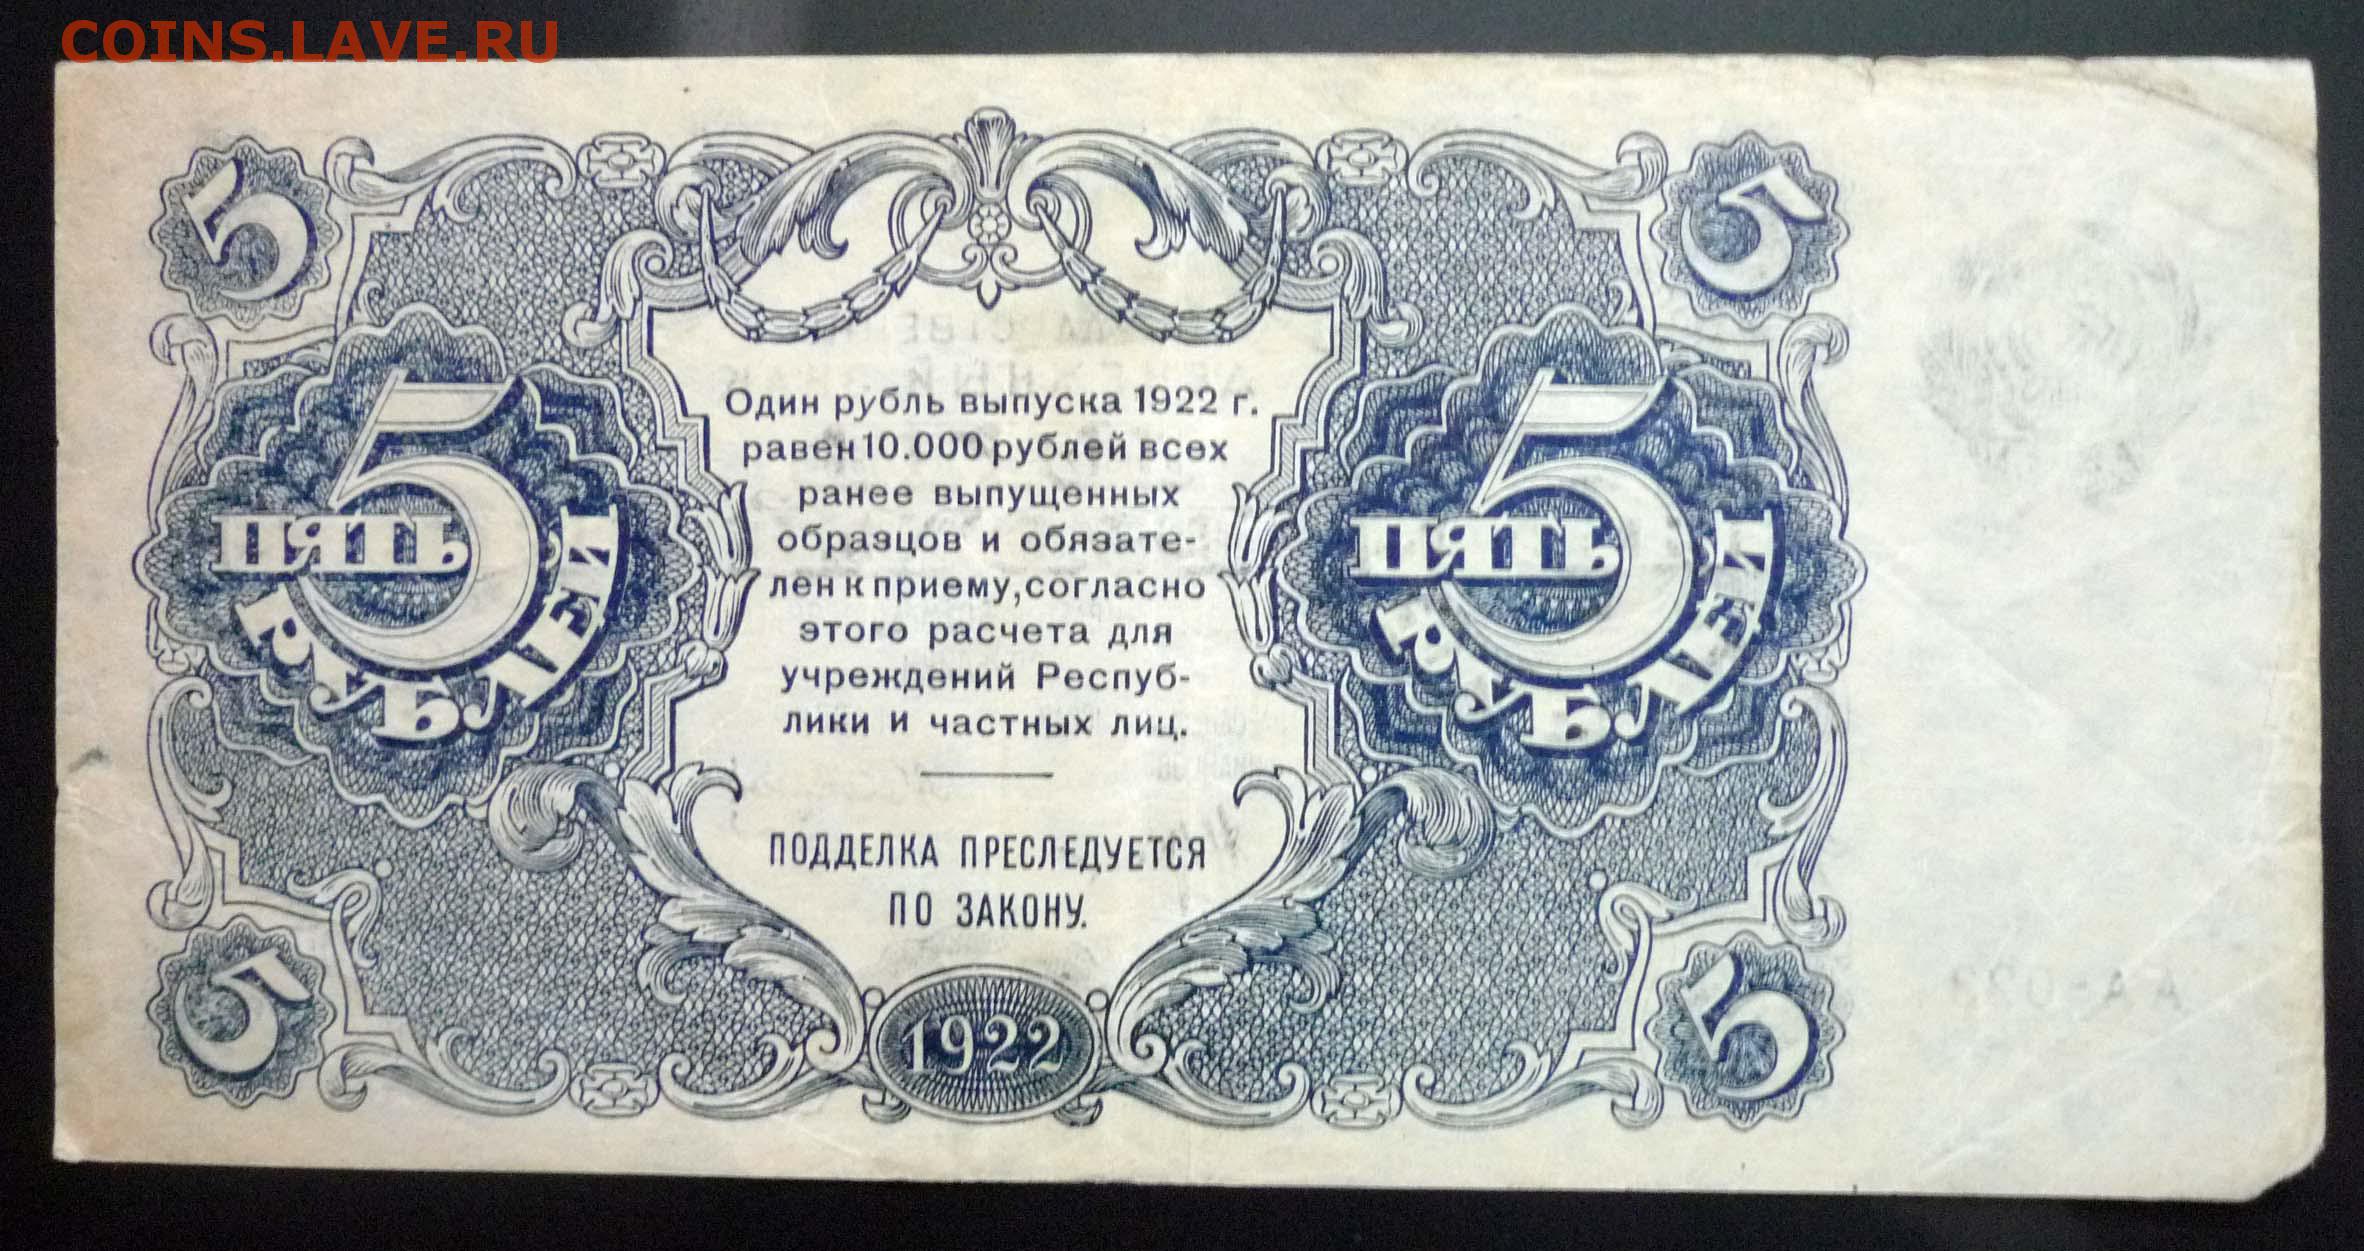 COINS.LAVE.RU
5
5
5 ПЯТЬ РУБЛЕЙ
Один рубль выпуска 1922 г.
равен 10.000 рублей всех
ранее выпущенных
образцов и обязате-
лен к приему, согласно
этого расчета для
учреждений Респуб-
лики и частных лиц.
ПОДДЕЛКА ПРЕСЛЕДУЕТСЯ
ПО ЗАКОНУ.
5 ПЯТЬ РУБЛЕЙ
5
1922
5